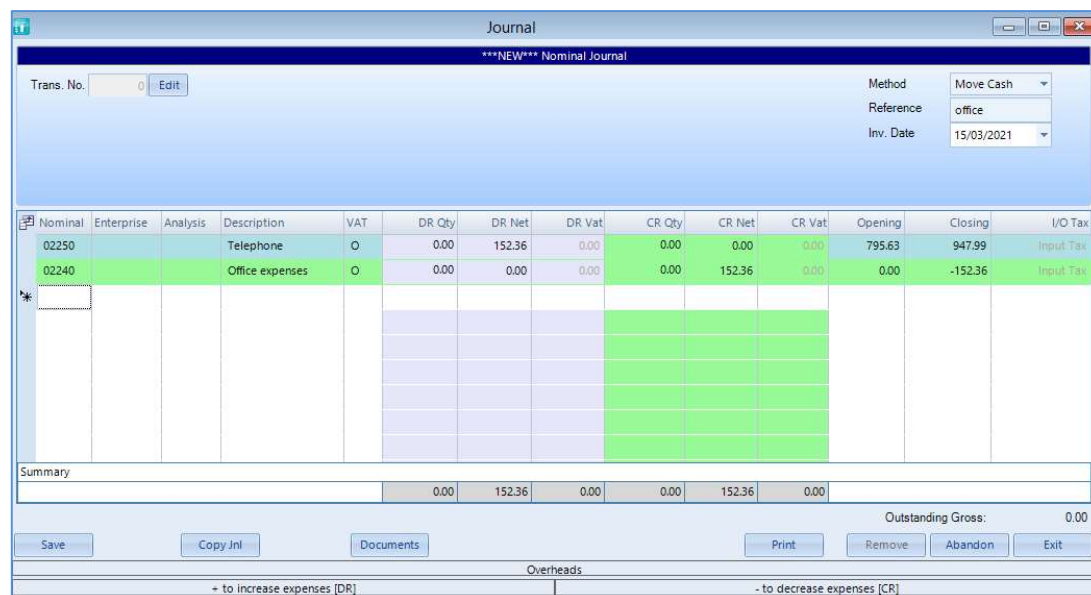 Journal
***NEW*** Nominal Journal
Trans. No. 0 Edit Method Move Cash
Reference office
Inv. Date 15/03/2021
Nominal Enterprise Analysis Description VAT DR Qty DR Net DR Vat CR Qty CR Net CR Vat Opening Closing I/O Tax
02250 Telephone O 0.00 152.36 0.00 0.00 0.00 0.00 795.63 947.99 Input Tax
02240 Office expenses O 0.00 0.00 0.00 0.00 152.36 0.00 0.00 -152.36 Input Tax
Summary
0.00 152.36 0.00 0.00 152.36 0.00
Outstanding Gross: 0.00
Save Copy Jnl Documents Print Remove Abandon Exit
Overheads
+ to increase expenses [DR] - to decrease expenses [CR]